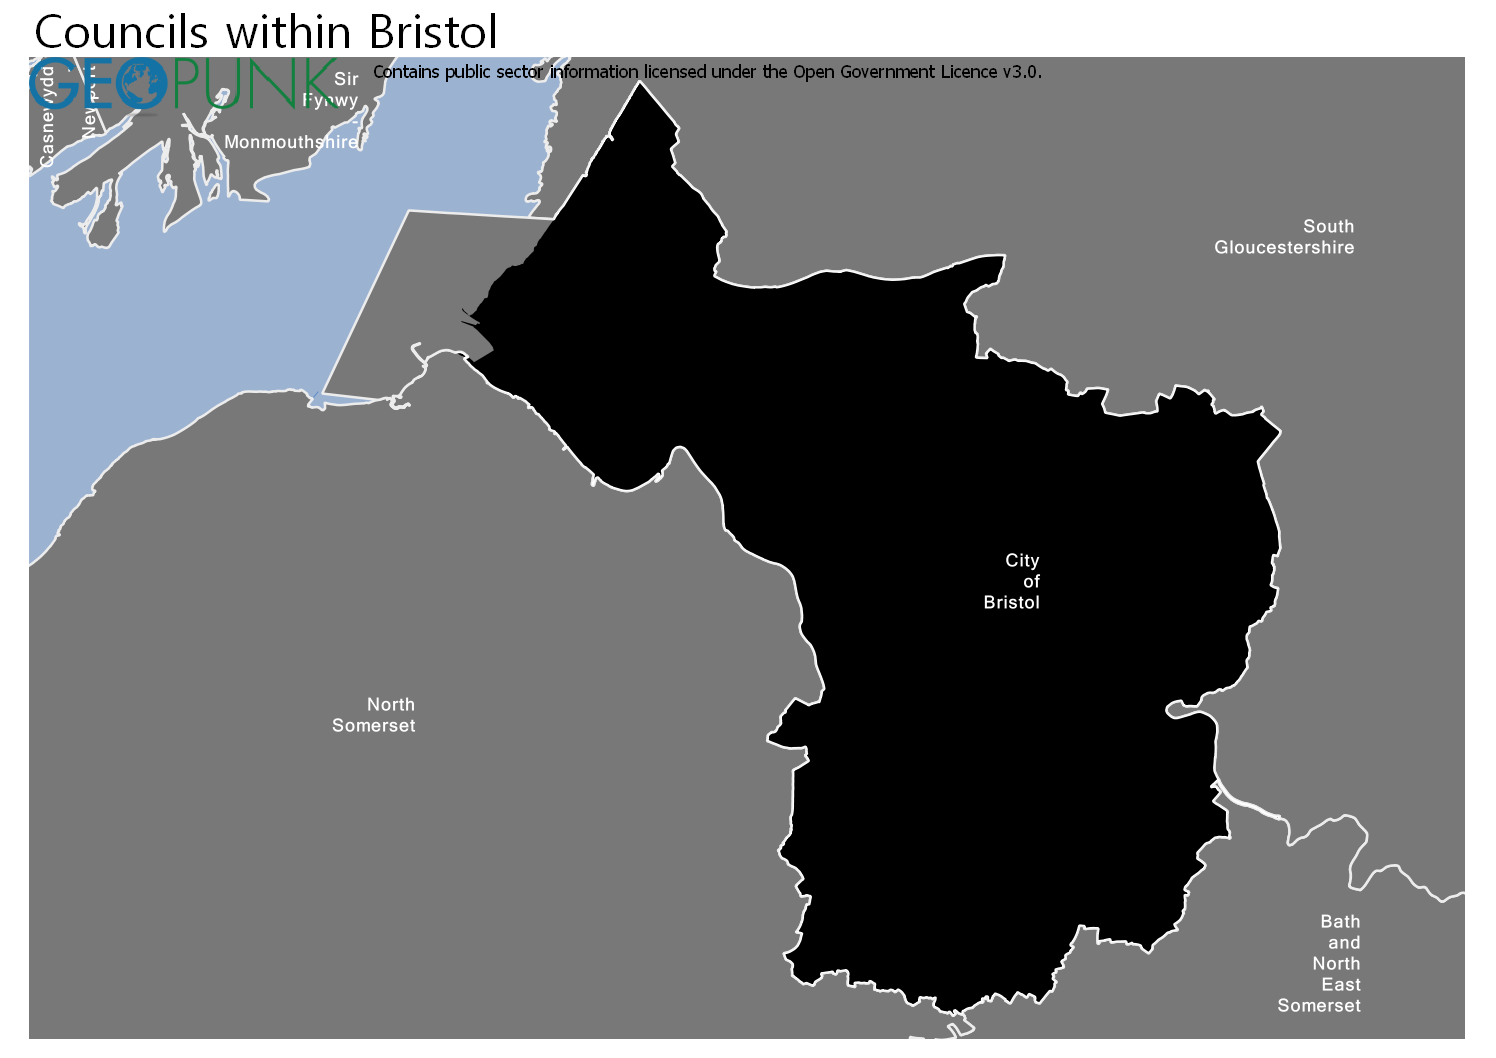 Councils within Bristol
GEOPUNK
Contains public sector information licensed under the Open Government Licence v3.0.
Casnewydd
-
Newport
Sir
Fynwy
-
Monmouthshire
South
Gloucestershire
City
of
Bristol
North
Somerset
Bath
and
North
East
Somerset